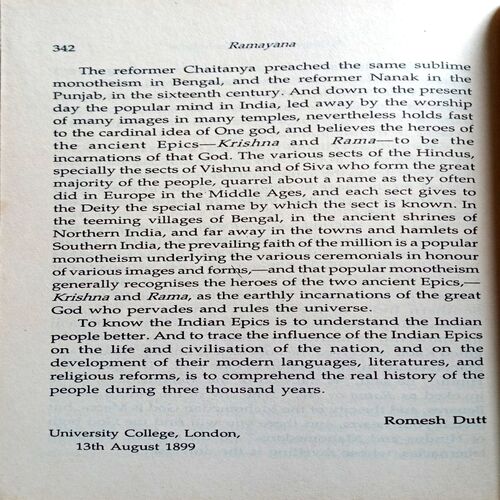 342
Ramayana
The reformer Chaitanya preached the same sublime
monotheism in Bengal, and the reformer Nanak in the
Punjab, in the sixteenth century. And down to the present
day the popular mind in India, led away by the worship
of many images in many temples, nevertheless holds fast
to the cardinal idea of One god, and believes the heroes of
the ancient Epics—Krishna and Rama—to be the
incarnations of that God. The various sects of the Hindus,
specially the sects of Vishnu and of Siva who form the great
majority of the people, quarrel about a name as they often
did in Europe in the Middle Ages, and each sect gives to
the Deity the special name by which the sect is known. In
the teeming villages of Bengal, in the ancient shrines of
Northern India, and far away in the towns and hamlets of
Southern India, the prevailing faith of the million is a popular
monotheism underlying the various ceremonials in honour
of various images and forms,—and that popular monotheism
generally recognises the heroes of the two ancient Epics,—
Krishna and Rama, as the earthly incarnations of the great
God who pervades and rules the universe.
To know the Indian Epics is to understand the Indian
people better. And to trace the influence of the Indian Epics
on the life and civilisation of the nation, and on the
development of their modern languages, literatures, and
religious reforms, is to comprehend the real history of the
people during three thousand years.
Romesh Dutt
University College, London,
13th August 1899